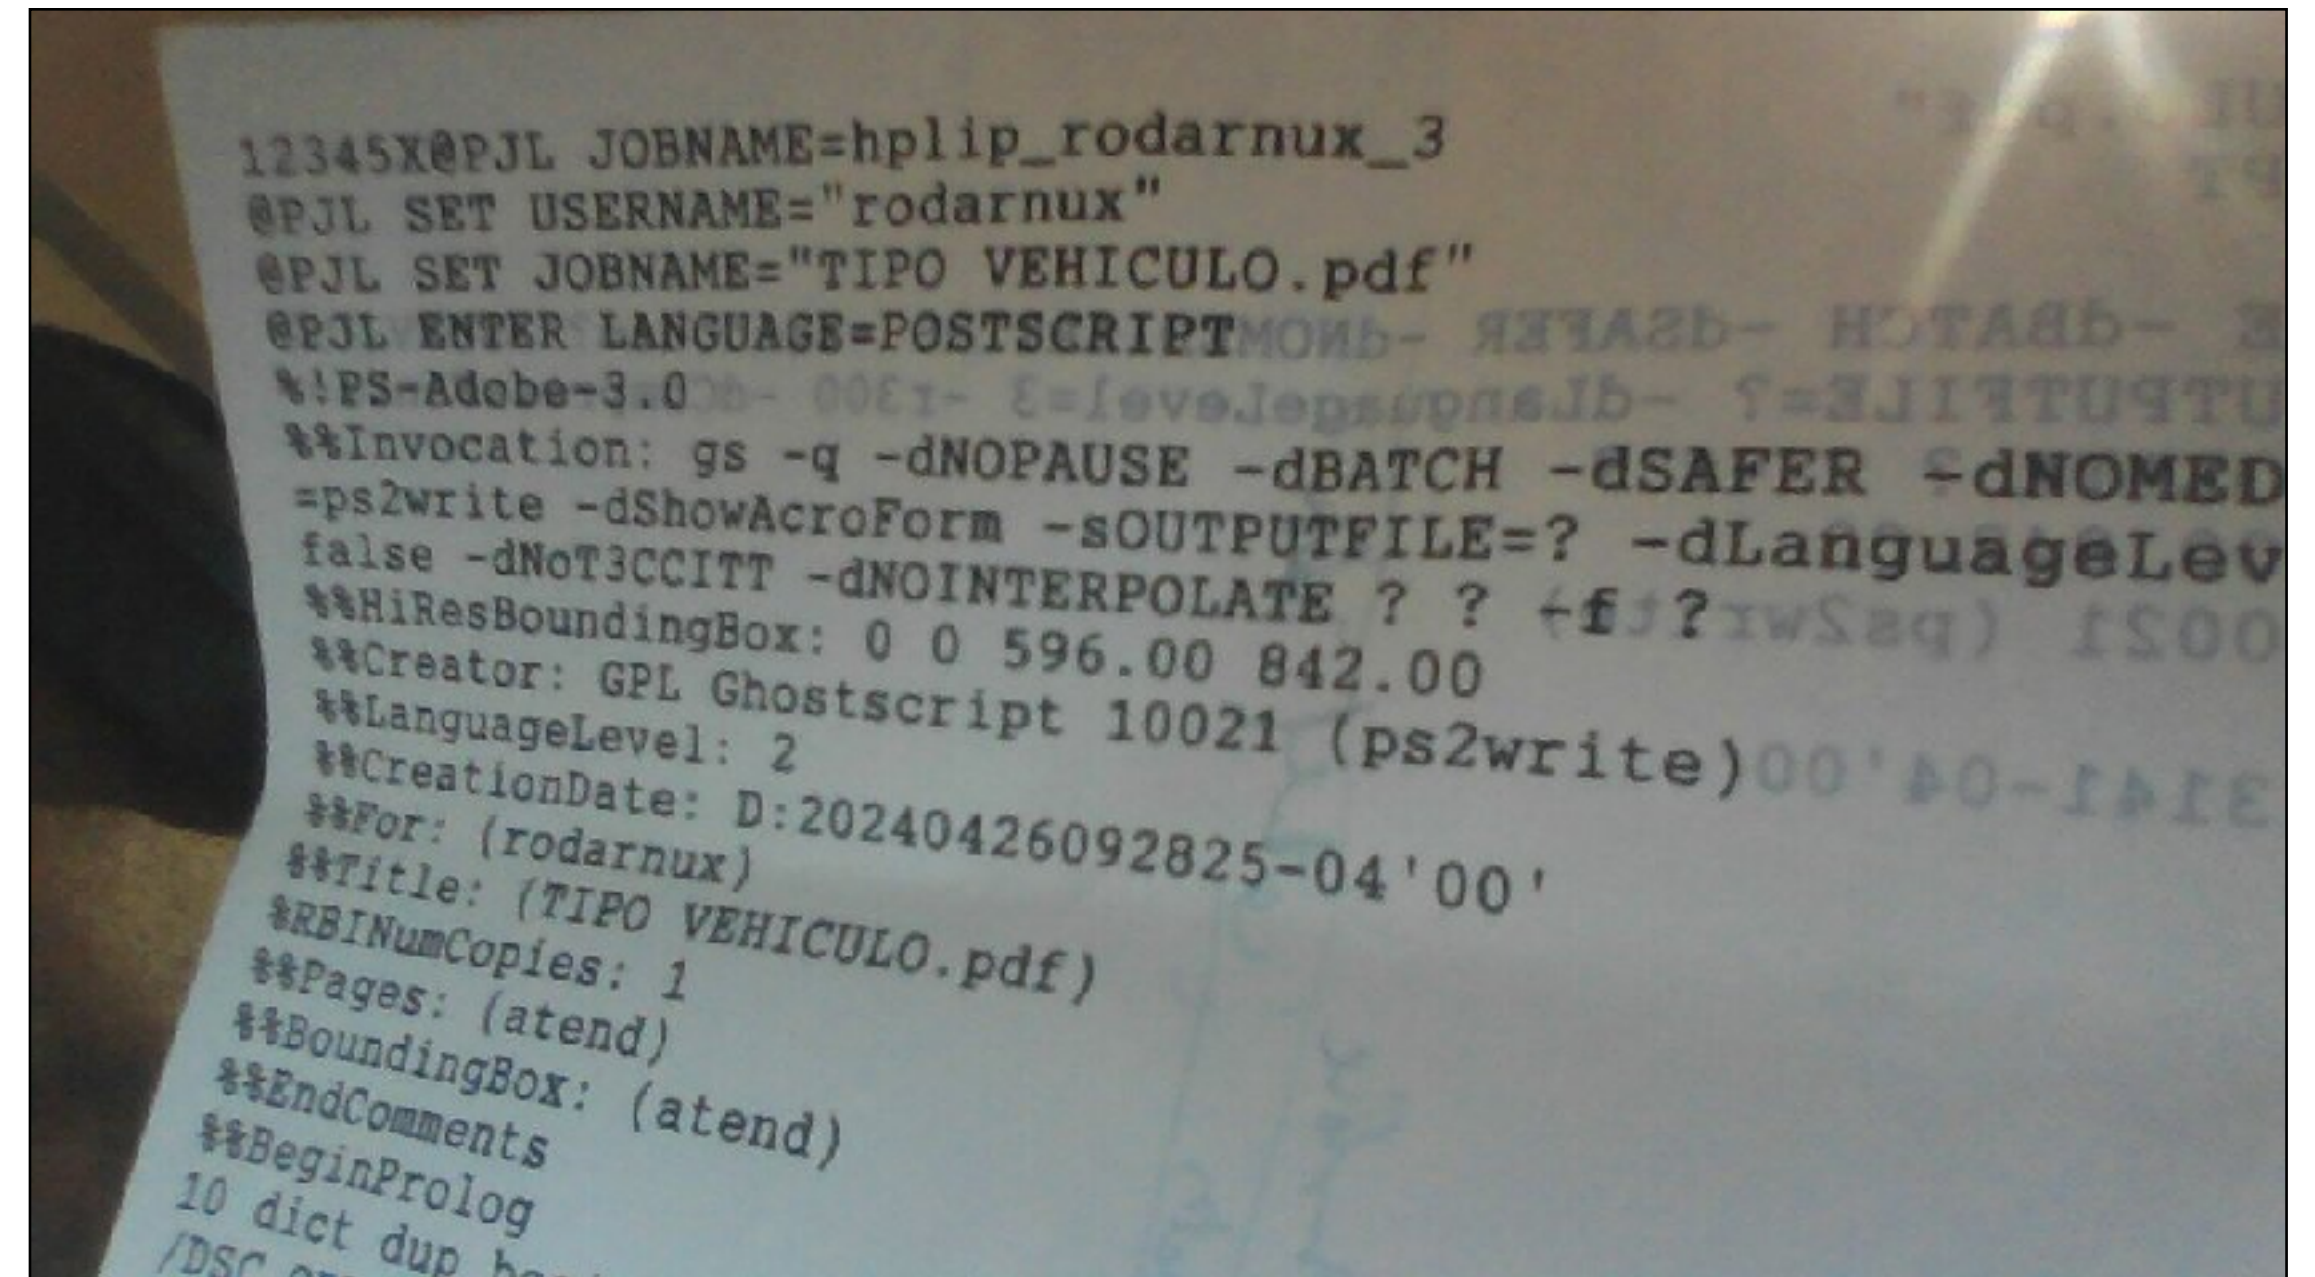 12345X@PJL JOBNAME=hplip_rodarnux_3
@PJL SET USERNAME="rodarnux"
@PJL SET JOBNAME="TIPO VEHICULO.pdf"
@PJL ENTER LANGUAGE=POSTSCRIPT
%!PS-Adobe-3.0
%%Invocation: gs -q -dNOPAUSE -dBATCH -dSAFER -dNOMED
=ps2write -dShowAcroForm -sOUTPUTFILE=? -dLanguageLev
false -dNoT3CCITT -dNOINTERPOLATE ? ? -f ?
%%HiResBoundingBox: 0 0 596.00 842.00
%%Creator: GPL Ghostscript 10021 (ps2write)
%%LanguageLevel: 2
%%CreationDate: D:20240426092825-04'00'
%%For: (rodarnux)
%%Title: (TIPO VEHICULO.pdf)
%RBINumCopies: 1
%%Pages: (atend)
%%BoundingBox: (atend)
%%EndComments
%%BeginProlog
10 dict dup
/DSC